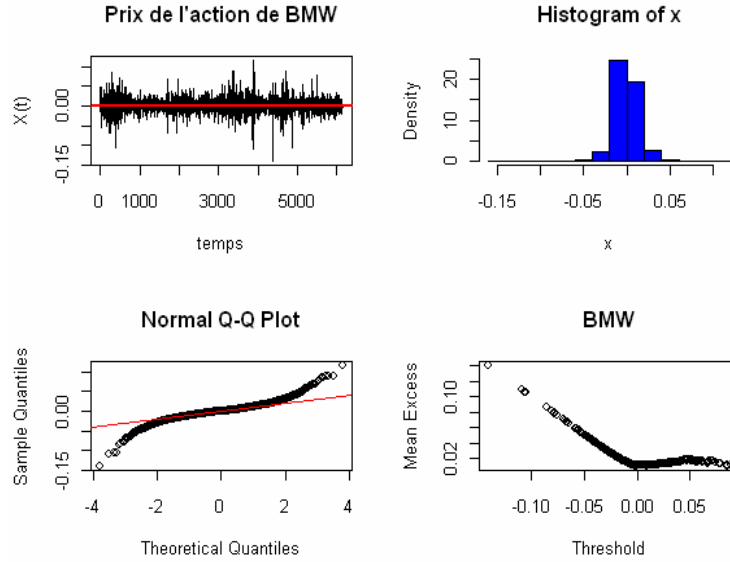 Prix de l'action de BMW
X(t)
0.00
-0.15
0 1000 3000 5000
temps
Histogram of x
Density
20
10
0
-0.15 -0.05 0.05
x
Normal Q-Q Plot
Sample Quantiles
0.00
-0.15
-4 -2 0 2 4
Theoretical Quantiles
BMW
Mean Excess
0.10
0.02
-0.10 0.00 0.05
Threshold